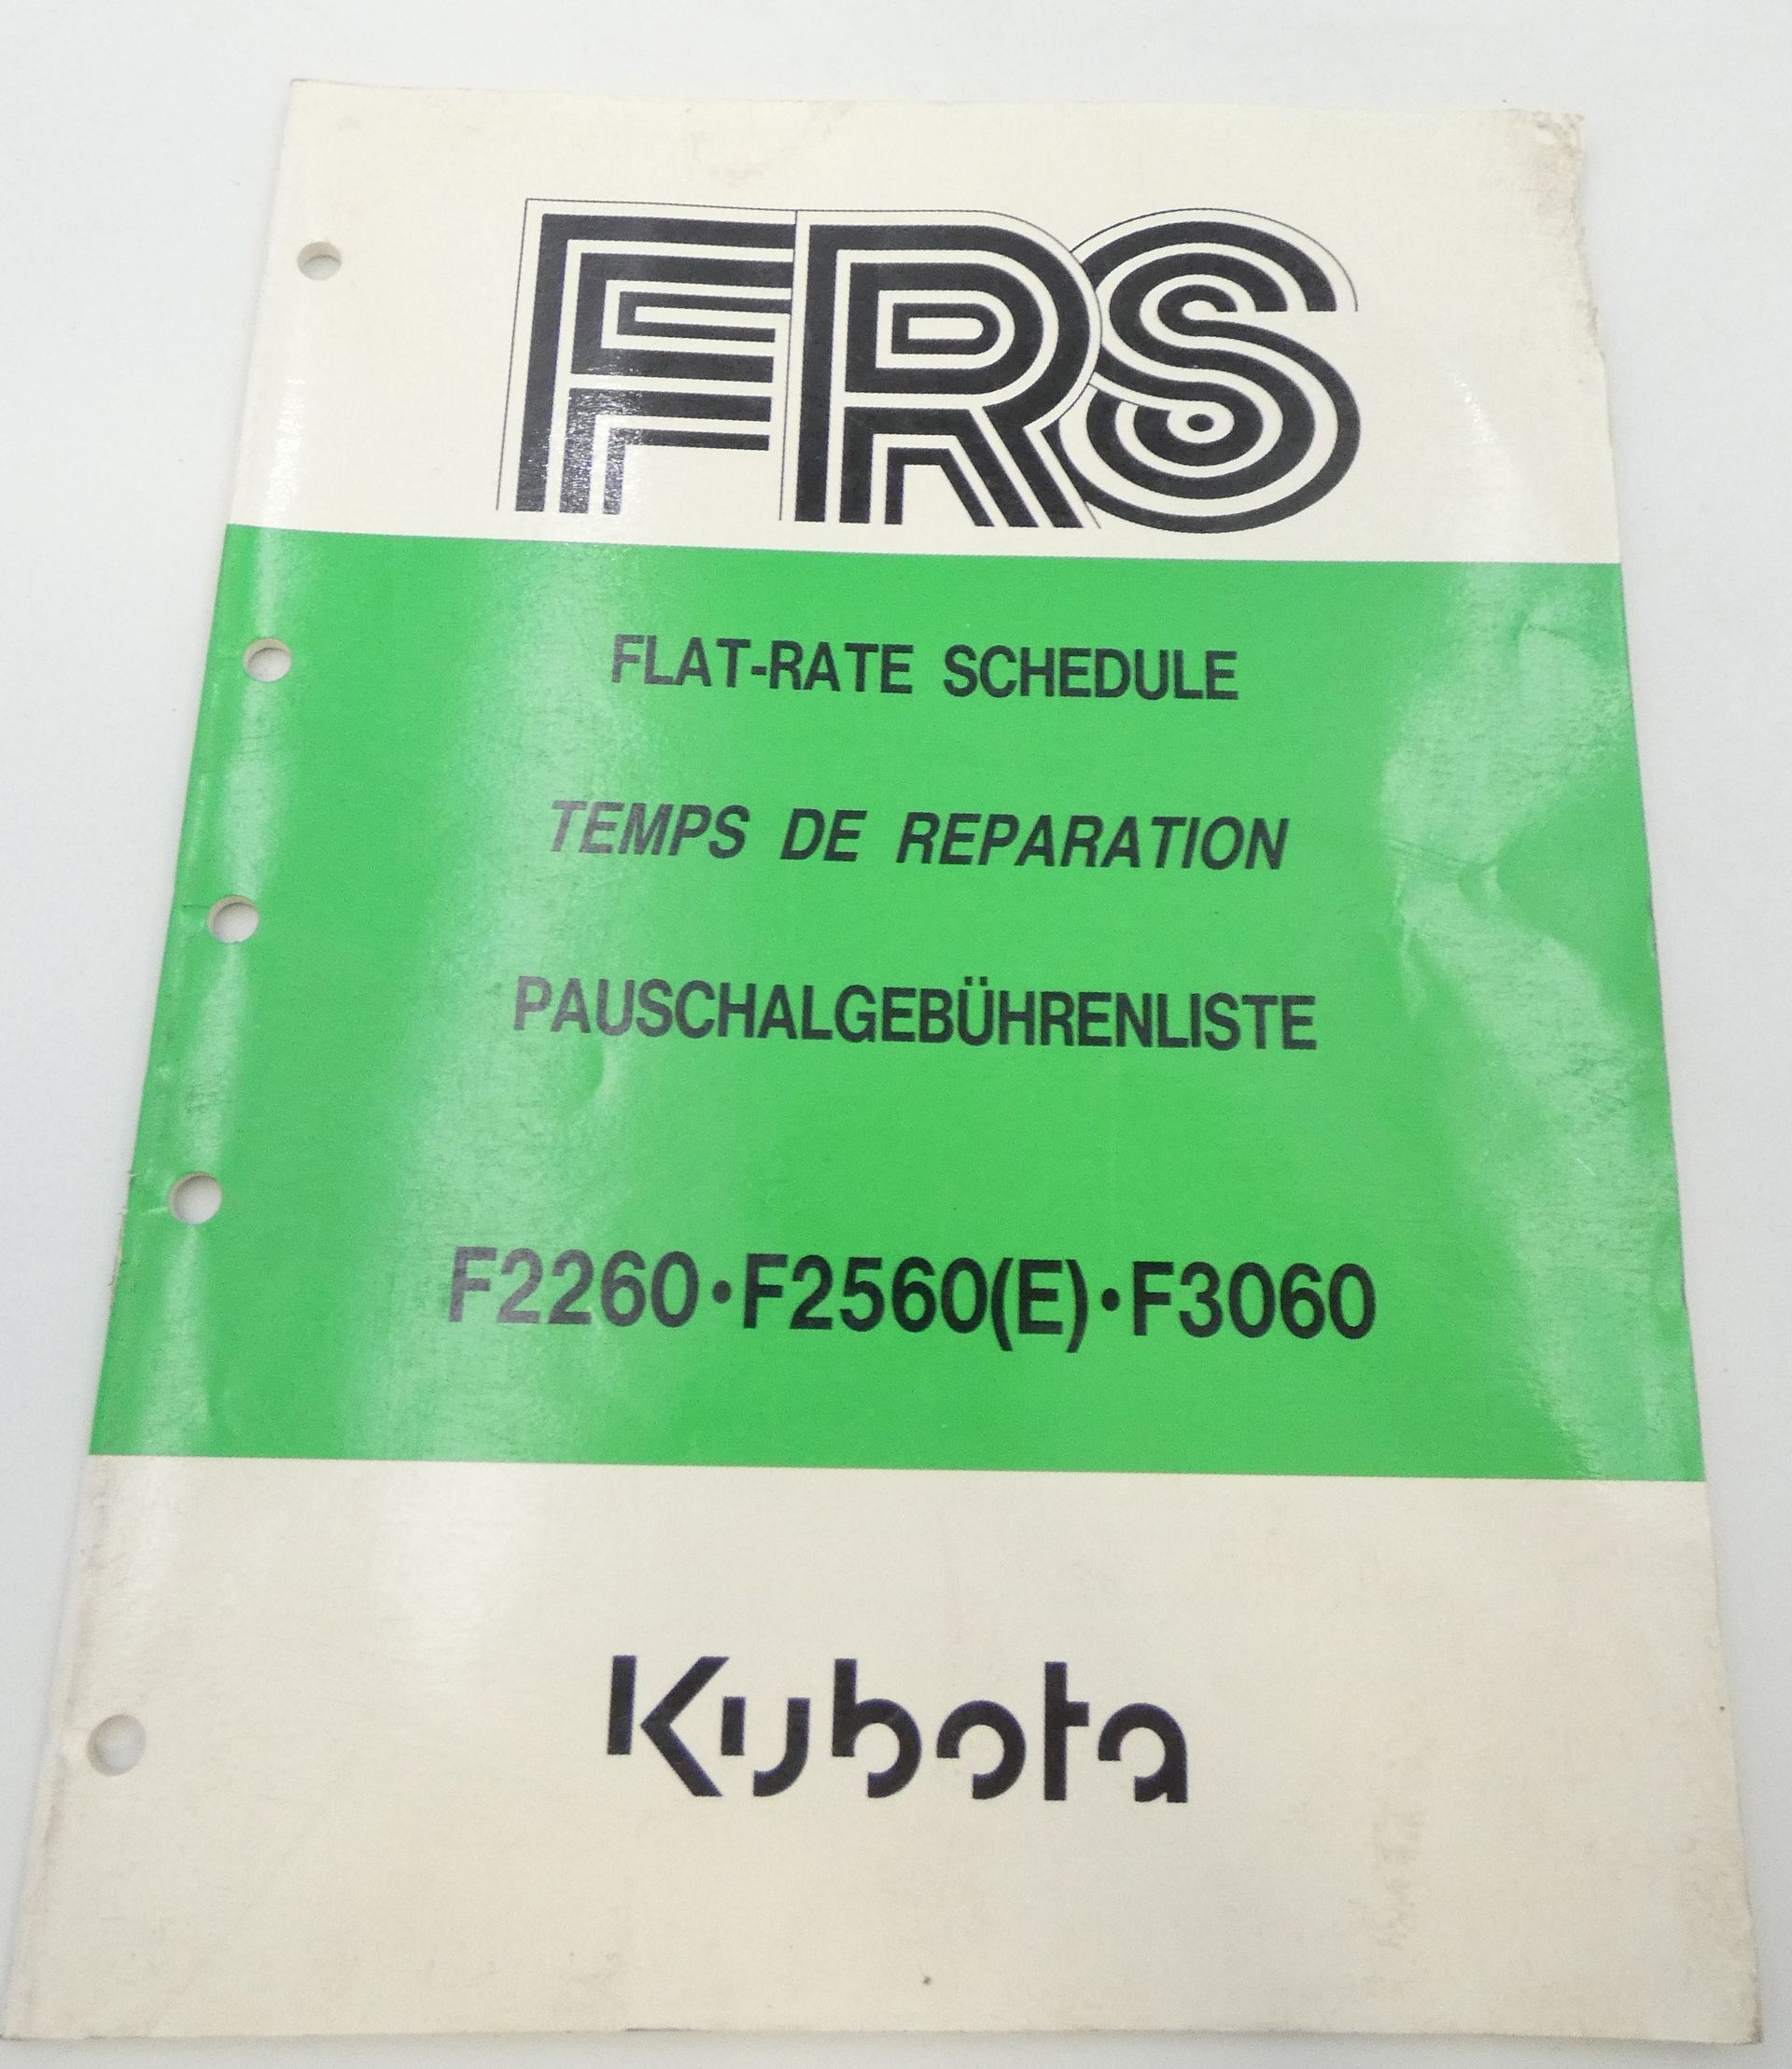 FRS
FLAT-RATE SCHEDULE
TEMPS DE REPARATION
PAUSCHALGEBÜHRENLISTE
F2260·F2560(E)·F3060
Kubota